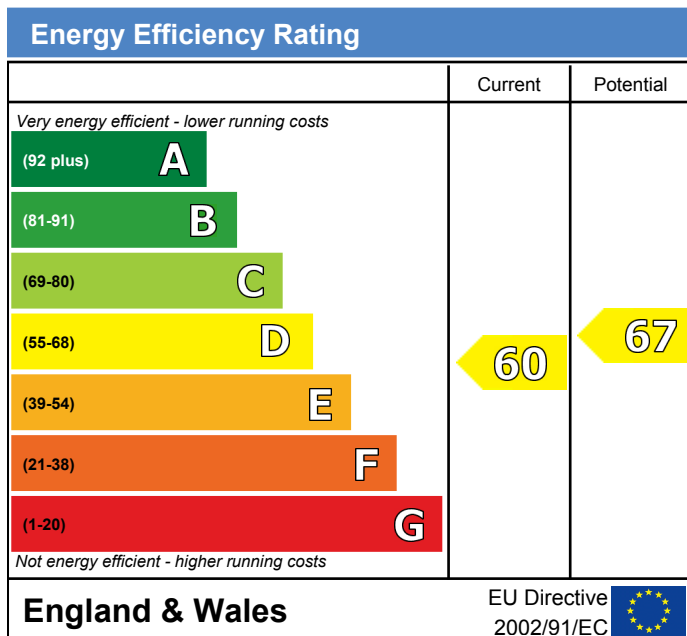 Energy Efficiency Rating
Current Potential
Very energy efficient - lower running costs
(92 plus) A
(81-91) B
(69-80) C
(55-68) D
(39-54) E
(21-38) F
(1-20) G
60
67
Not energy efficient - higher running costs
England & Wales
EU Directive
2002/91/EC